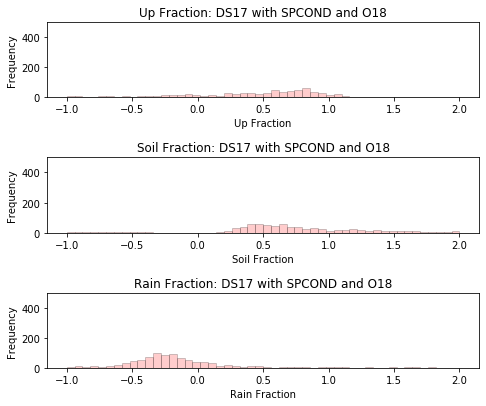 Up Fraction: DS17 with SPCOND and O18
400
200
0
Frequency
−1.0 −0.5 0.0 0.5 1.0 1.5 2.0
Up Fraction
Soil Fraction: DS17 with SPCOND and O18
400
200
0
Frequency
−1.0 −0.5 0.0 0.5 1.0 1.5 2.0
Soil Fraction
Rain Fraction: DS17 with SPCOND and O18
400
200
0
Frequency
−1.0 −0.5 0.0 0.5 1.0 1.5 2.0
Rain Fraction